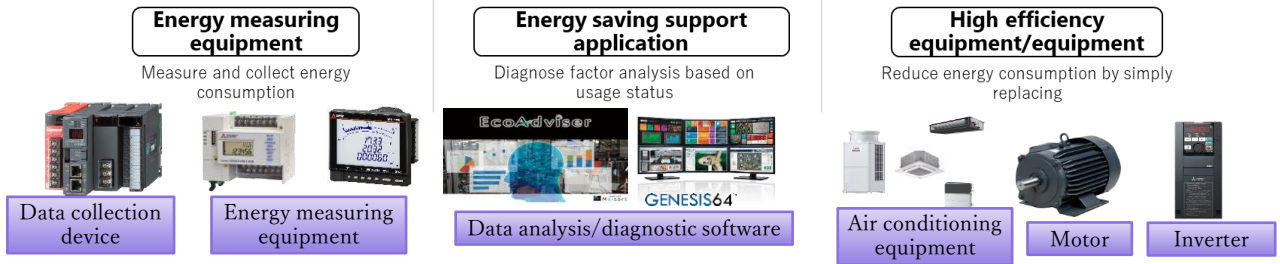 Energy measuring
equipment
Measure and collect energy
consumption
Data collection
device
Energy measuring
equipment
Energy saving support
application
Diagnose factor analysis based on
usage status
EcoAdviser
GENESIS64™
Data analysis/diagnostic software
High efficiency
equipment/equipment
Reduce energy consumption by simply
replacing
Air conditioning
equipment
Motor
Inverter